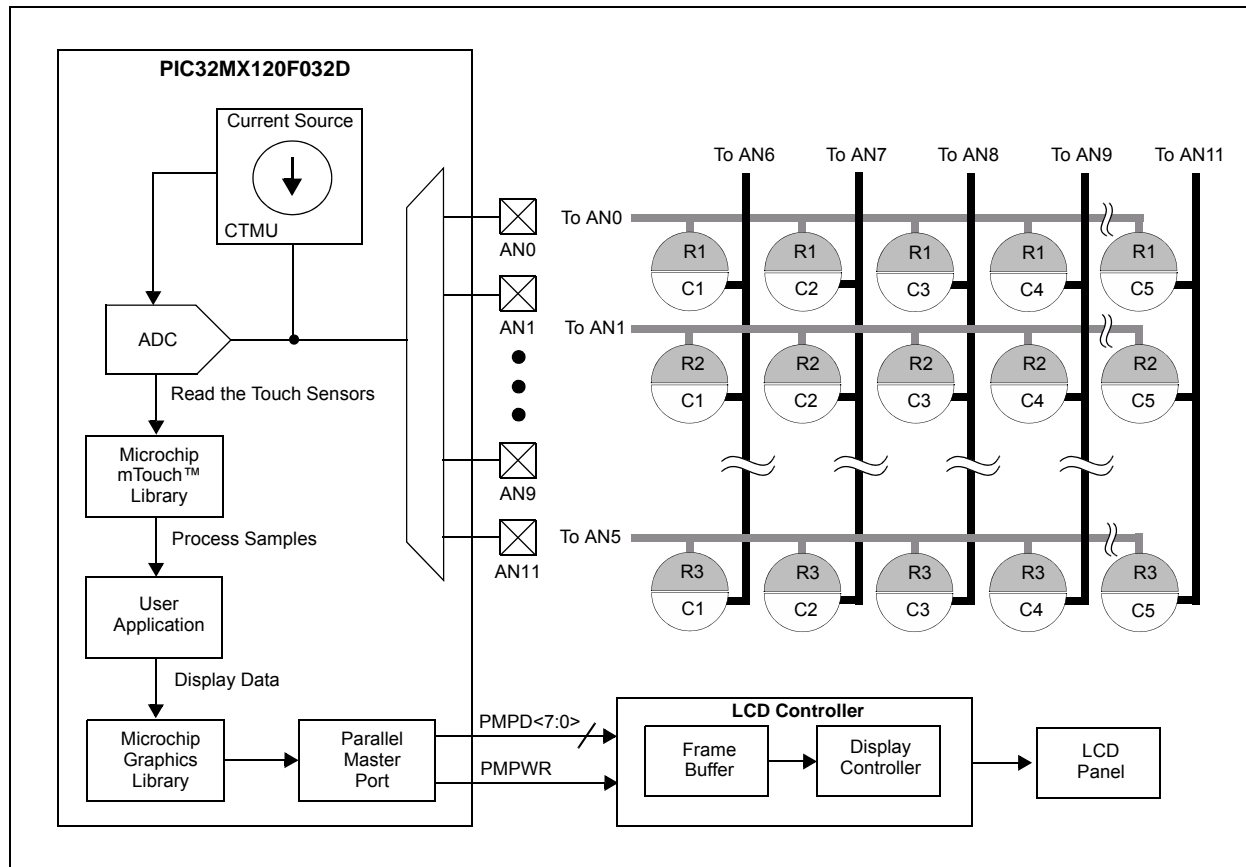 PIC32MX120F032D
Current Source
CTMU
ADC
Read the Touch Sensors
Microchip
mTouch™
Library
Process Samples
User
Application
Display Data
Microchip
Graphics
Library
Parallel
Master
Port
AN0
AN1
AN9
AN11
To AN6
To AN7
To AN8
To AN9
To AN11
To AN0
R1
R1
R1
R1
R1
C1
C2
C3
C4
C5
To AN1
R2
R2
R2
R2
R2
C1
C2
C3
C4
C5
To AN5
R3
R3
R3
R3
R3
C1
C2
C3
C4
C5
PMPD<7:0>
PMPWR
LCD Controller
Frame
Buffer
Display
Controller
LCD
Panel